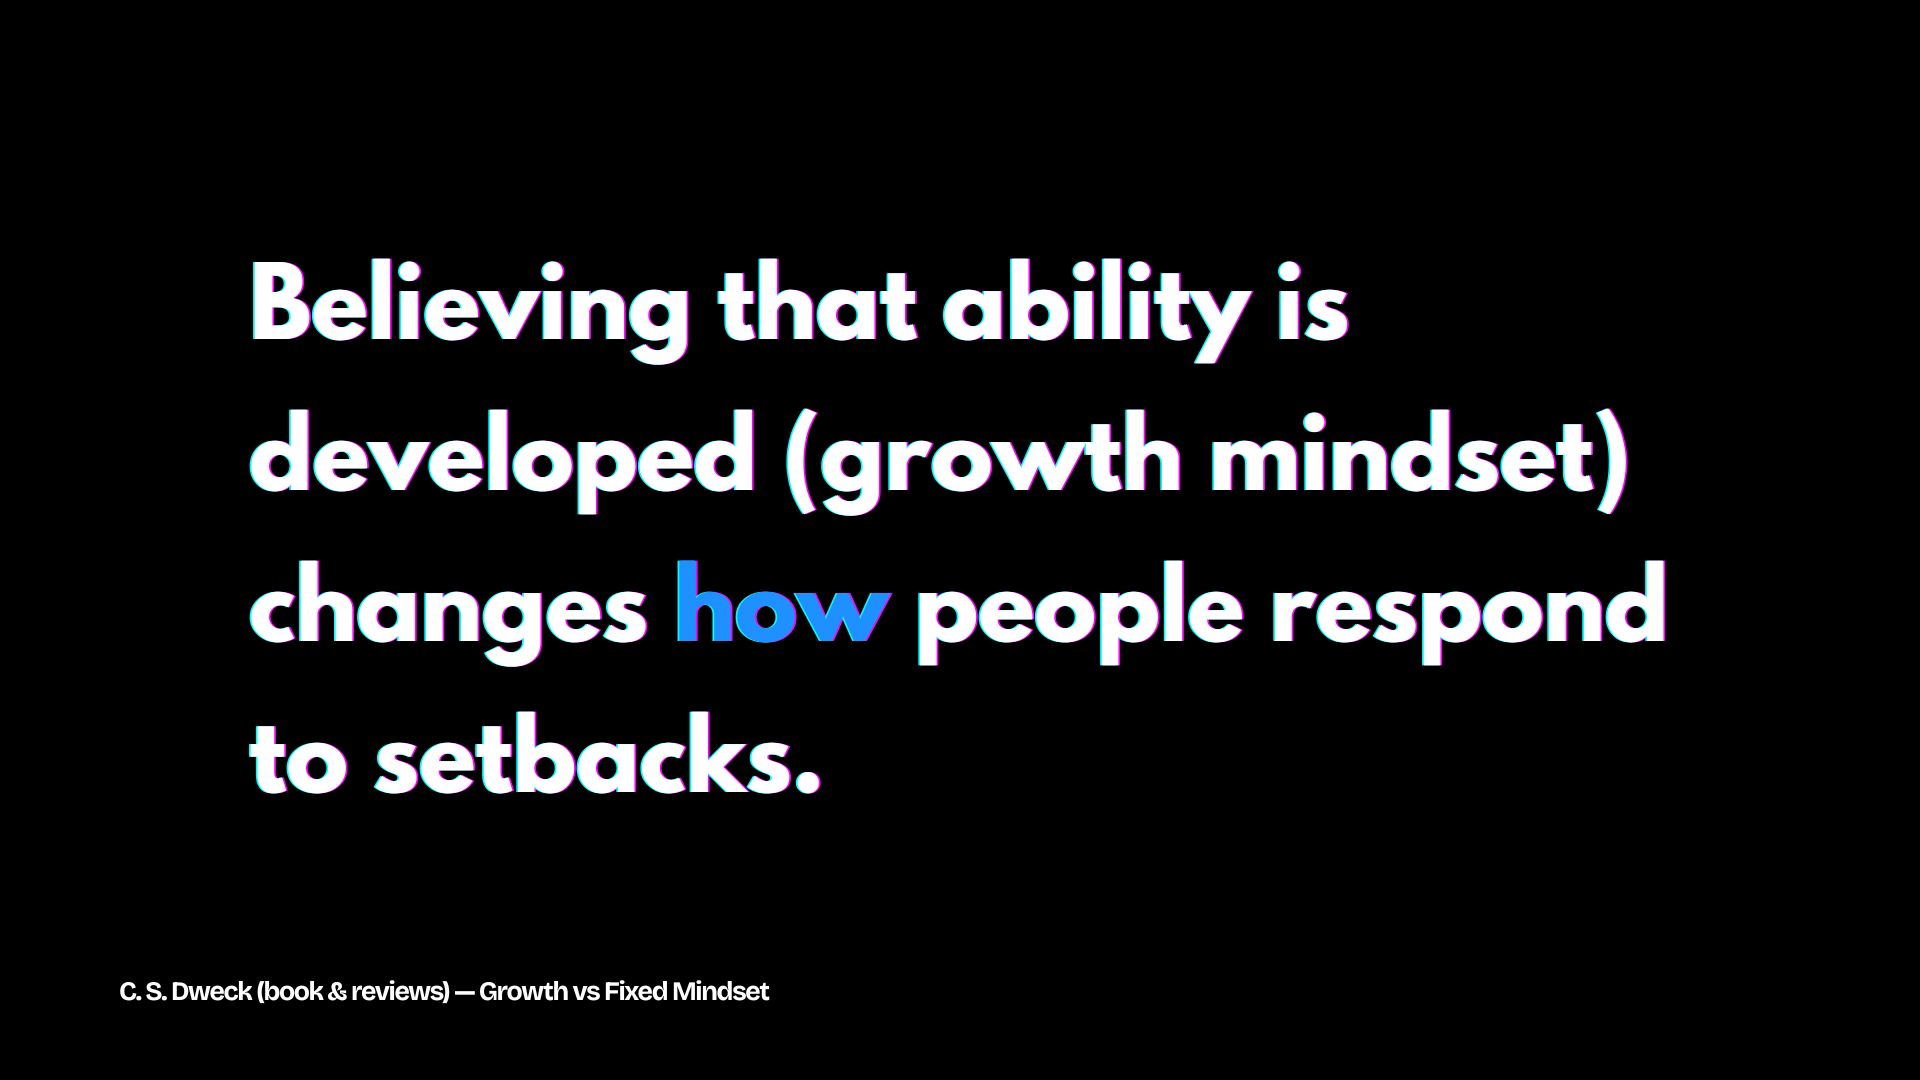 Believing that ability is
developed (growth mindset)
changes how people respond
to setbacks.
C. S. Dweck (book & reviews) — Growth vs Fixed Mindset